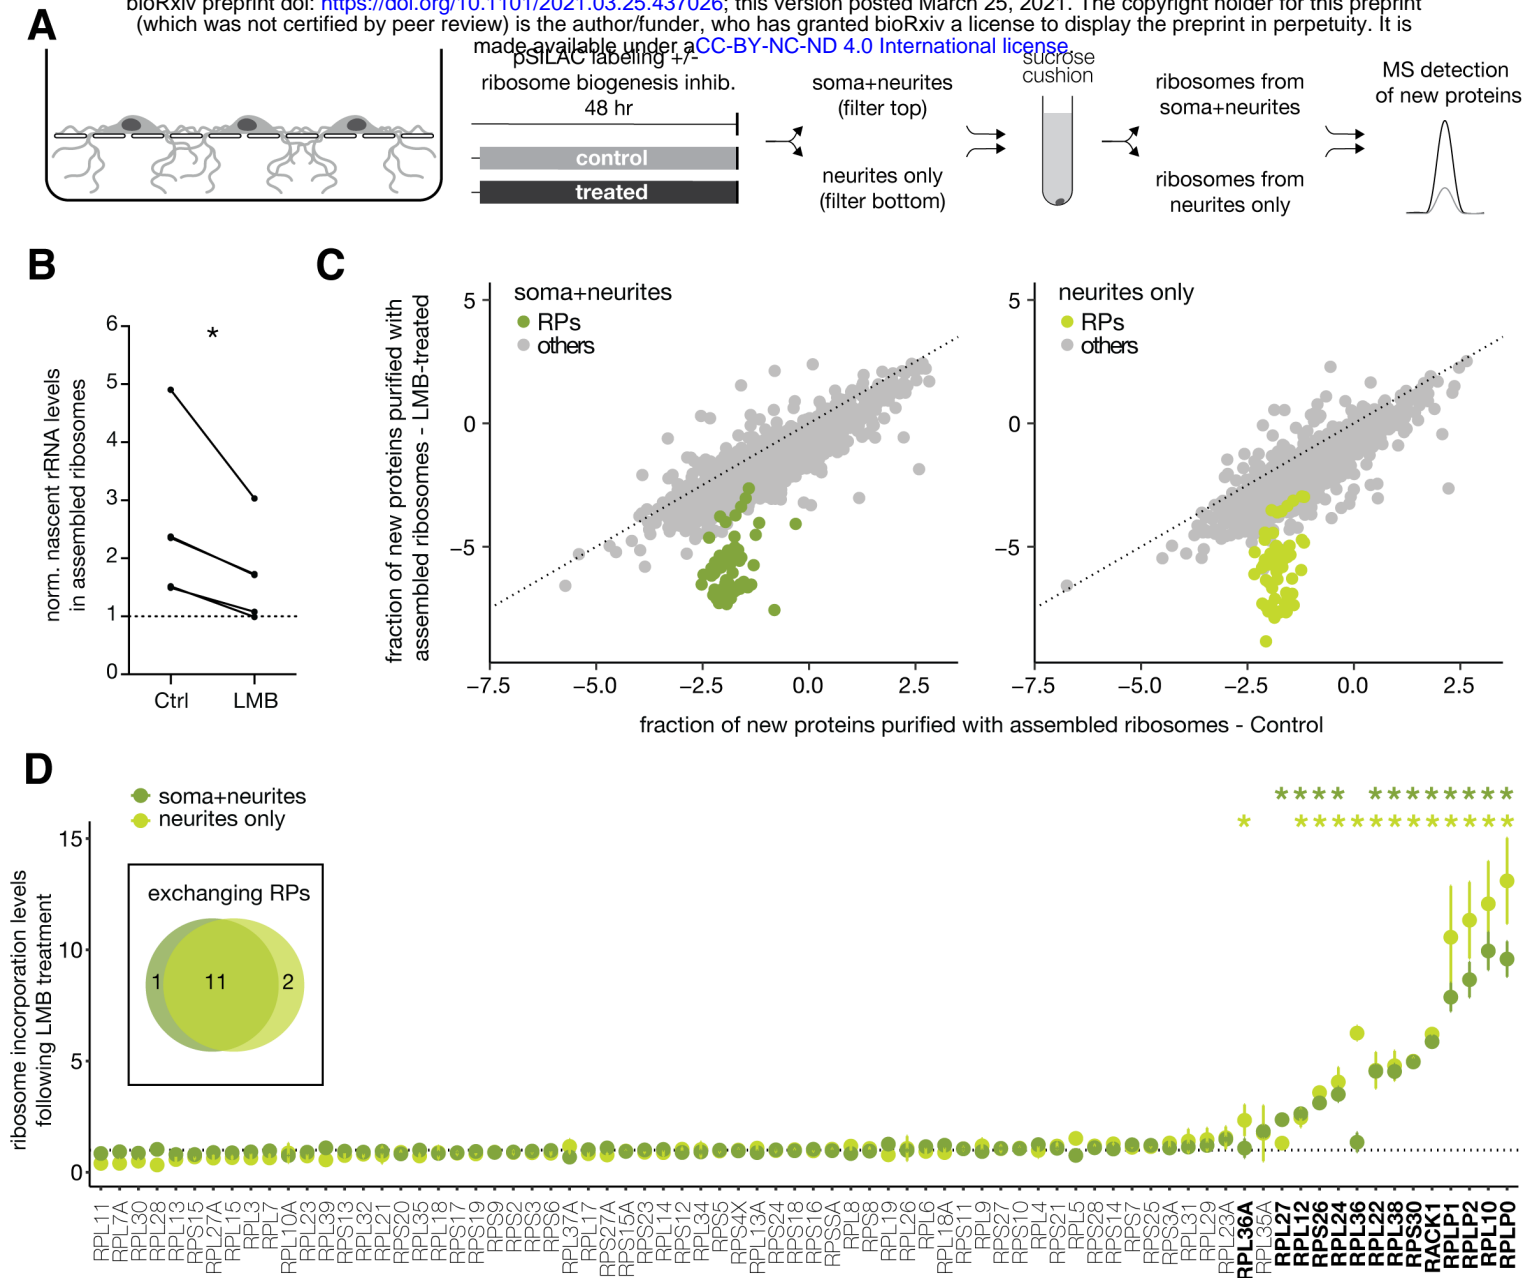 bioRxiv preprint doi: https://doi.org/10.1101/2021.03.25.437026; this version posted March 25, 2021. The copyright holder for this preprint
(which was not certified by peer review) is the author/funder, who has granted bioRxiv a license to display the preprint in perpetuity. It is
made available under aCC-BY-NC-ND 4.0 International license.
A
pSILAC labeling +/-
ribosome biogenesis inhib.
48 hr
control
treated
soma+neurites
(filter top)
neurites only
(filter bottom)
sucrose
cushion
ribosomes from
soma+neurites
ribosomes from
neurites only
MS detection
of new proteins
B
norm. nascent rRNA levels
in assembled ribosomes
6
5
4
3
2
1
0
*
Ctrl
LMB
C
fraction of new proteins purified with
assembled ribosomes - LMB-treated
soma+neurites
RPs
others
5
0
−5
−7.5
−5.0
−2.5
0.0
2.5
neurites only
RPs
others
5
0
−5
−7.5
−5.0
−2.5
0.0
2.5
fraction of new proteins purified with assembled ribosomes - Control
D
soma+neurites
neurites only
ribosome incorporation levels
following LMB treatment
15
10
5
0
exchanging RPs
1
11
2
* * * * * * * * * * * *
* * * * * * * * * * * * *
RPL11
RPL7A
RPL30
RPL28
RPL13
RPS15
RPL27A
RPL15
RPL3
RPL7
RPL10A
RPL23
RPL39
RPS13
RPL32
RPL21
RPS20
RPL35
RPL18
RPS17
RPS19
RPS9
RPS2
RPS3
RPS6
RPL37A
RPL17
RPS27A
RPS15A
RPS23
RPL14
RPS12
RPL34
RPS5
RPS4X
RPL13A
RPS24
RPS18
RPS16
RPSSA
RPL8
RPS8
RPL19
RPL26
RPL6
RPL18A
RPS11
RPL9
RPS27
RPS10
RPL4
RPS21
RPL5
RPS28
RPS14
RPS7
RPS25
RPS3A
RPL31
RPL29
RPL23A
RPL36A
RPL35A
RPL27
RPL12
RPS26
RPL24
RPL36
RPL22
RPL38
RPS30
RACK1
RPLP1
RPLP2
RPL10
RPLP0